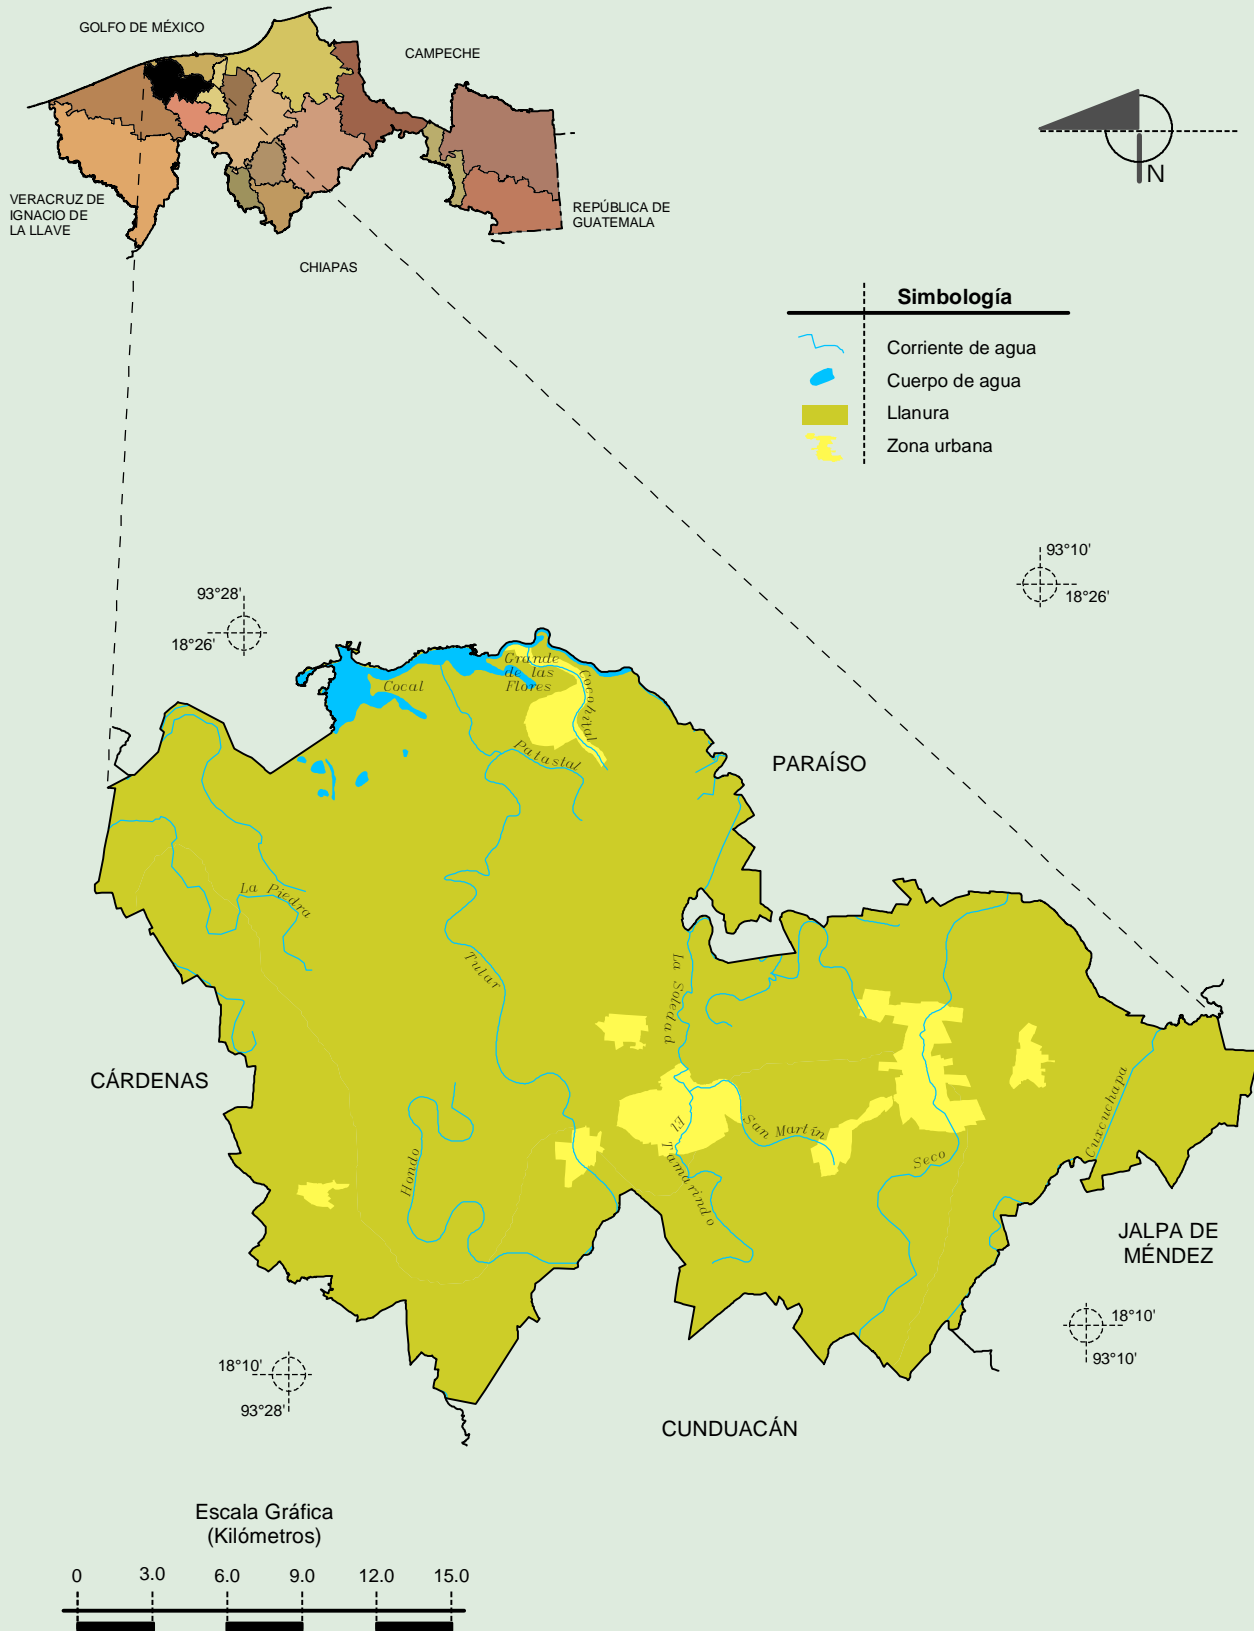 GOLFO DE MÉXICO
CAMPECHE
VERACRUZ DE
IGNACIO DE
LA LLAVE
REPÚBLICA DE
GUATEMALA
CHIAPAS
N
Simbología
Corriente de agua
Cuerpo de agua
Llanura
Zona urbana
93°10'
18°26'
93°28'
18°26'
Grande
de las
Flores
Cocal
Cocohital
Patastal
PARAÍSO
La Piedra
Tular
La Soledad
CÁRDENAS
Hondo
El Tamarindo
San Martín
Seco
Cuxcuchapa
JALPA DE
MÉNDEZ
18°10'
93°10'
18°10'
93°28'
CUNDUACÁN
Escala Gráfica
(Kilómetros)
0 3.0 6.0 9.0 12.0 15.0